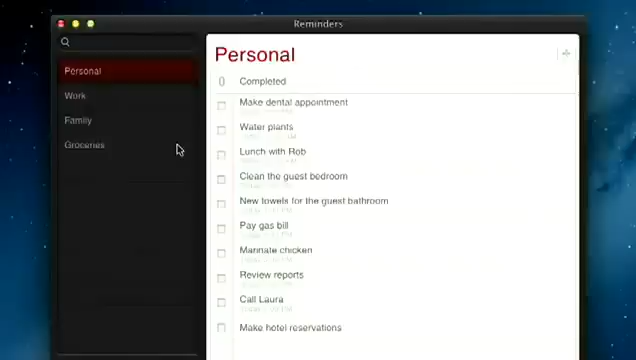 Reminders
Personal
Work
Family
Groceries
Personal
0 Completed
Make dental appointment
Water plants
Lunch with Rob
Clean the guest bedroom
New towels for the guest bathroom
Pay gas bill
Marinate chicken
Review reports
Call Laura
Make hotel reservations